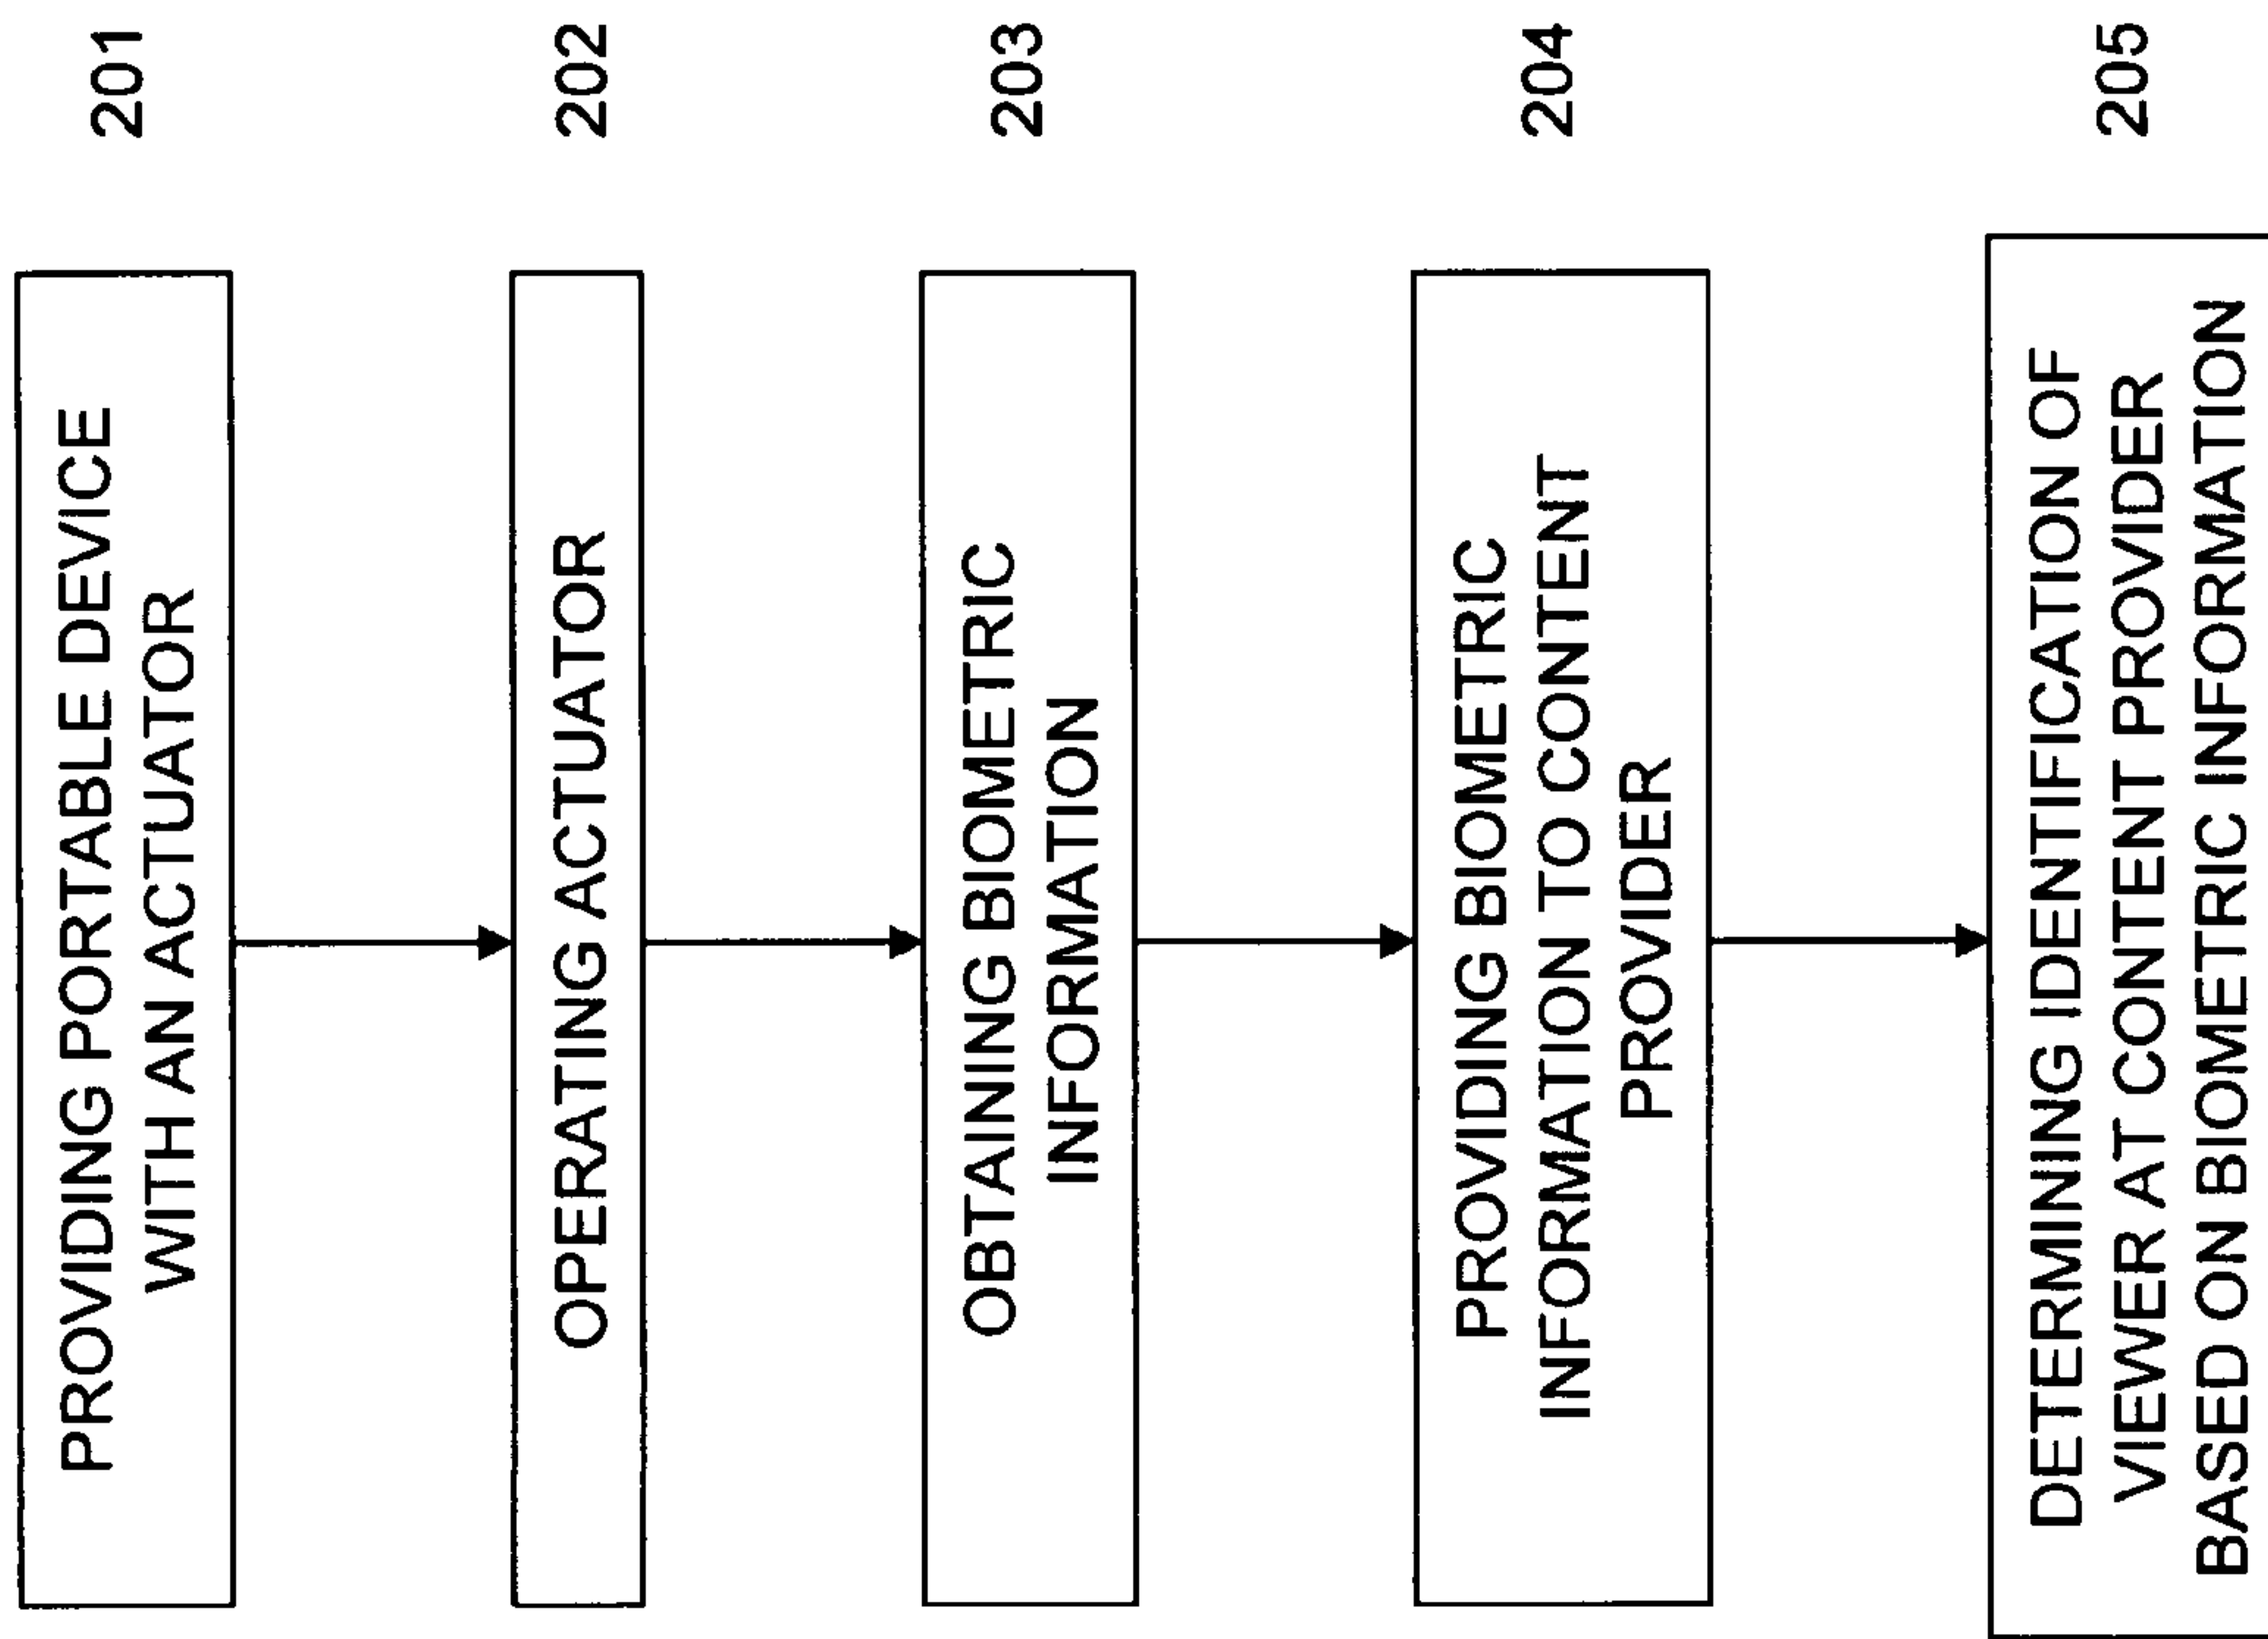 PROVIDING PORTABLE DEVICE
WITH AN ACTUATOR
201
OPERATING ACTUATOR
202
OBTAINING BIOMETRIC
INFORMATION
203
PROVIDING BIOMETRIC
INFORMATION TO CONTENT
PROVIDER
204
DETERMINING IDENTIFICATION OF
VIEWER AT CONTENT PROVIDER
BASED ON BIOMETRIC INFORMATION
205